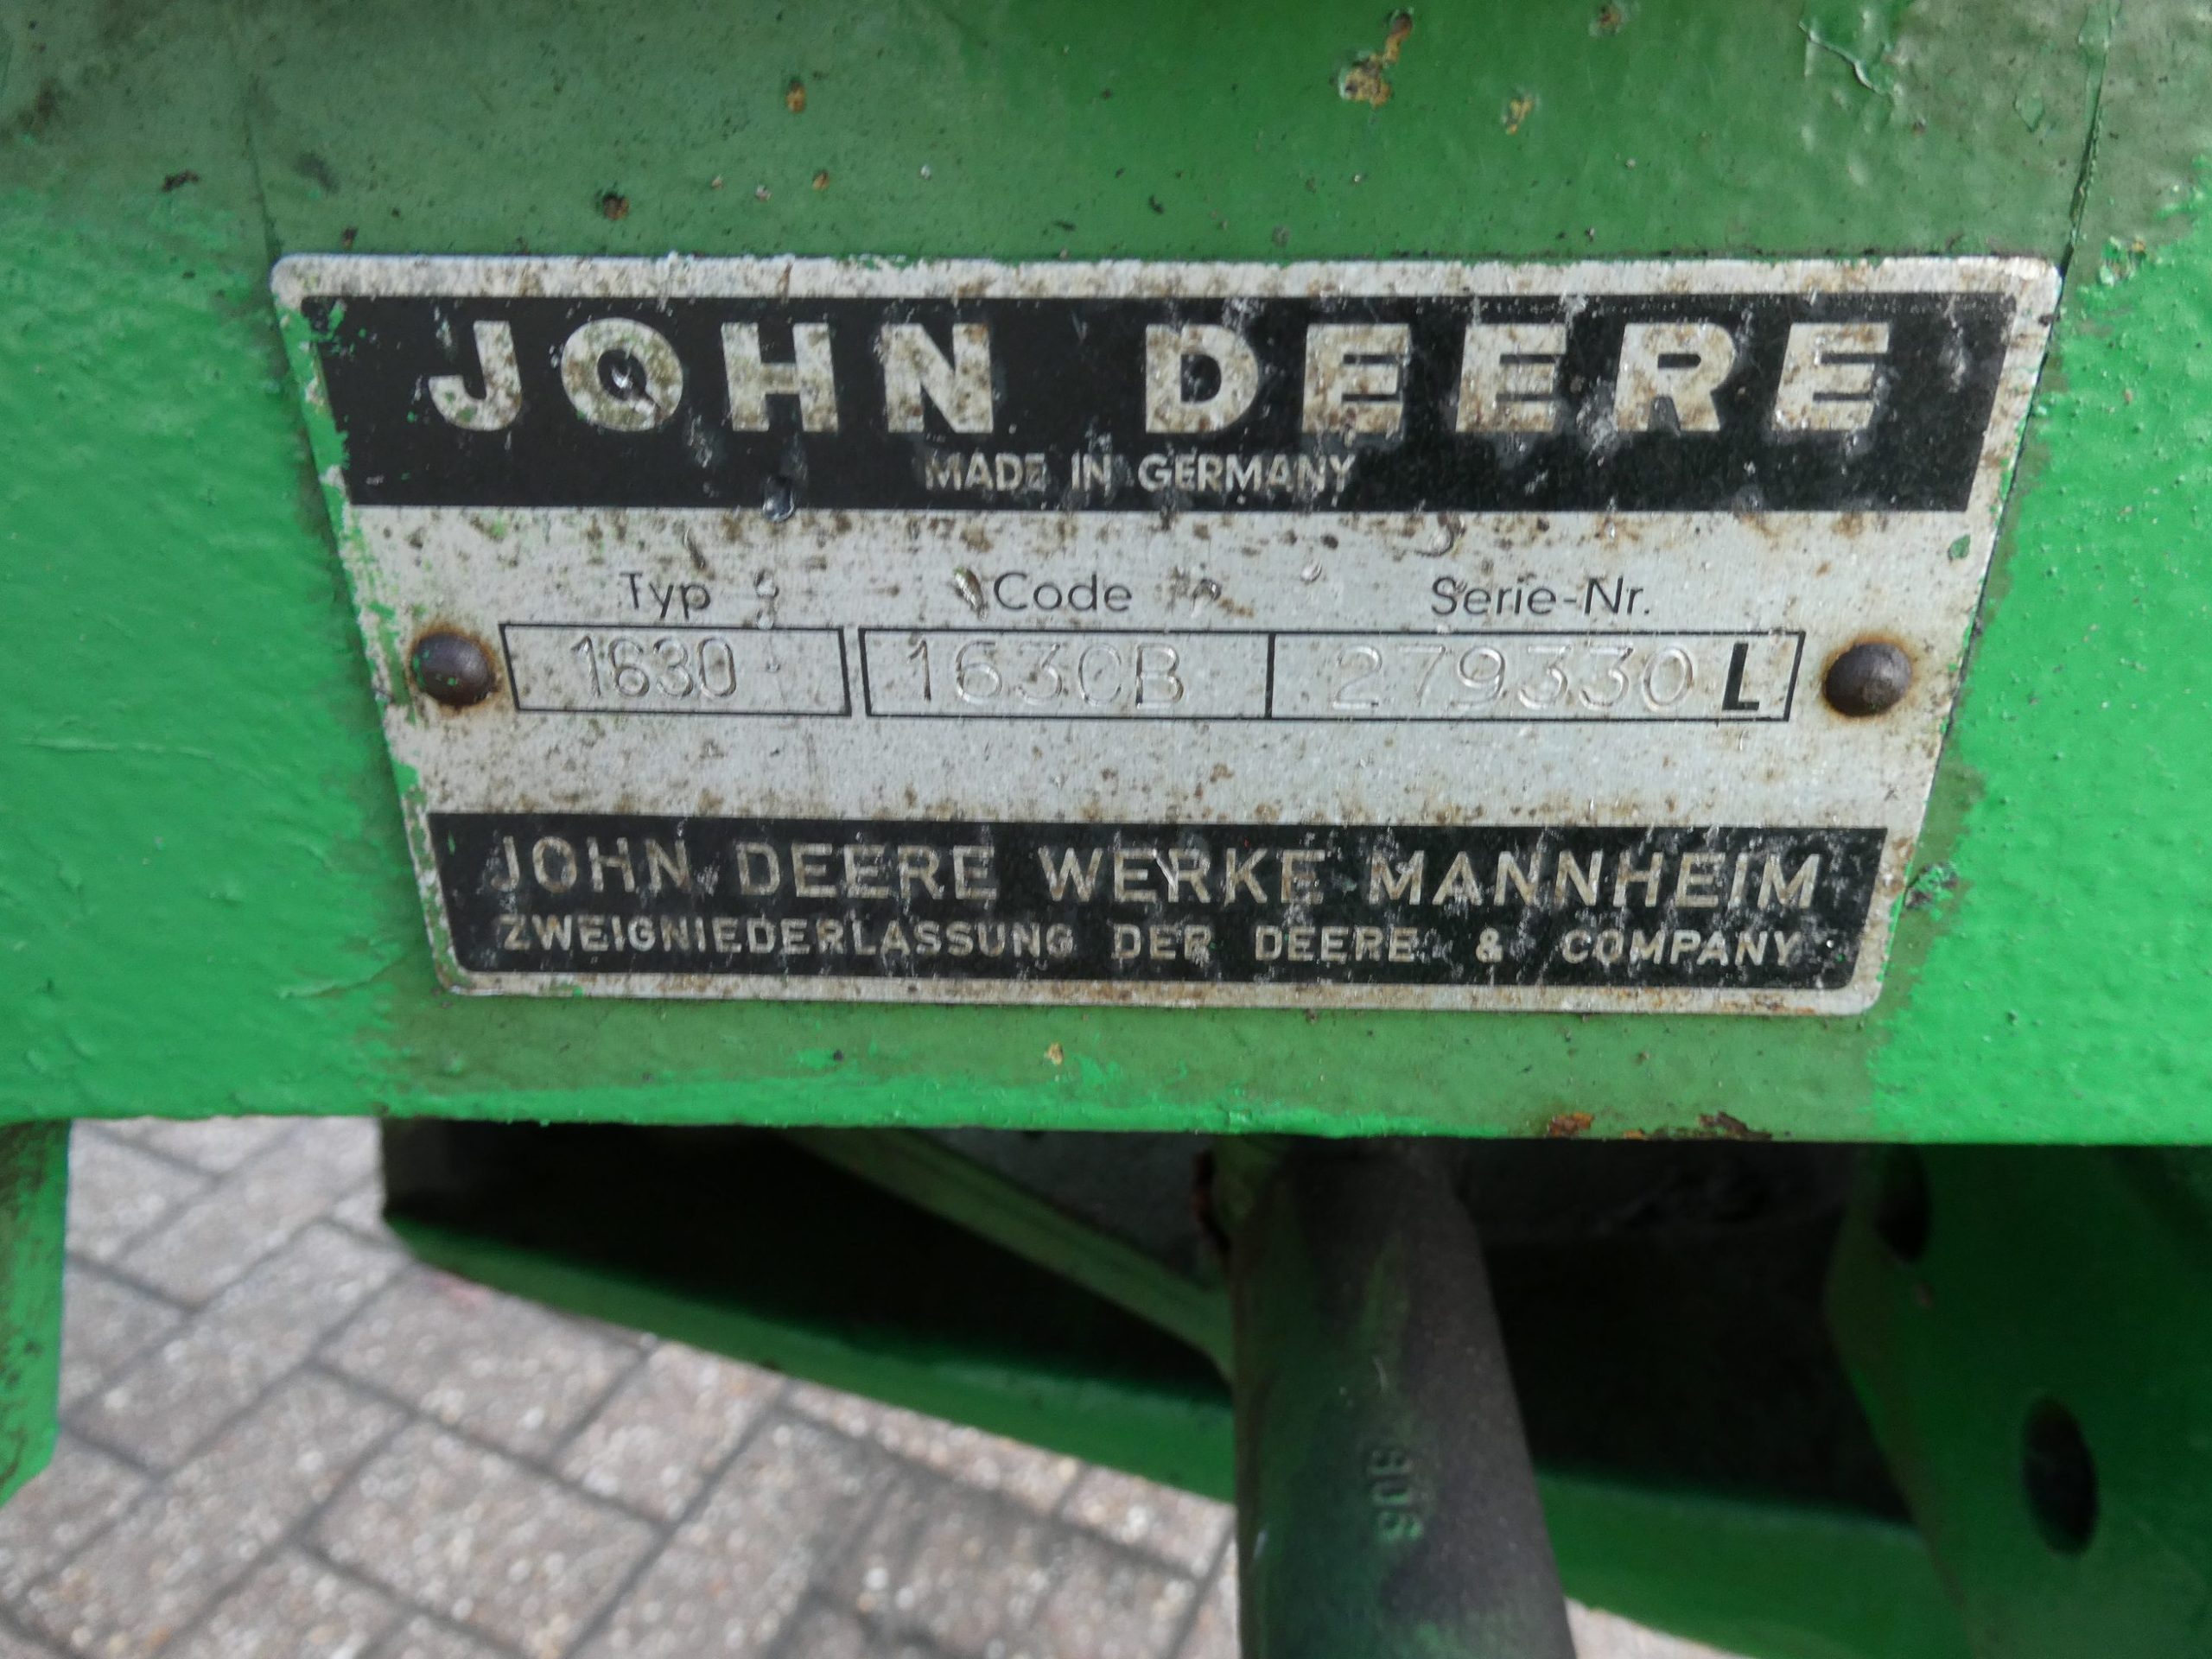 JOHN DEERE
MADE IN GERMANY
Typ Code Serie-Nr.
1630 1630B 279330 L
JOHN DEERE WERKE MANNHEIM
ZWEIGNIEDERLASSUNG DER DEERE & COMPANY